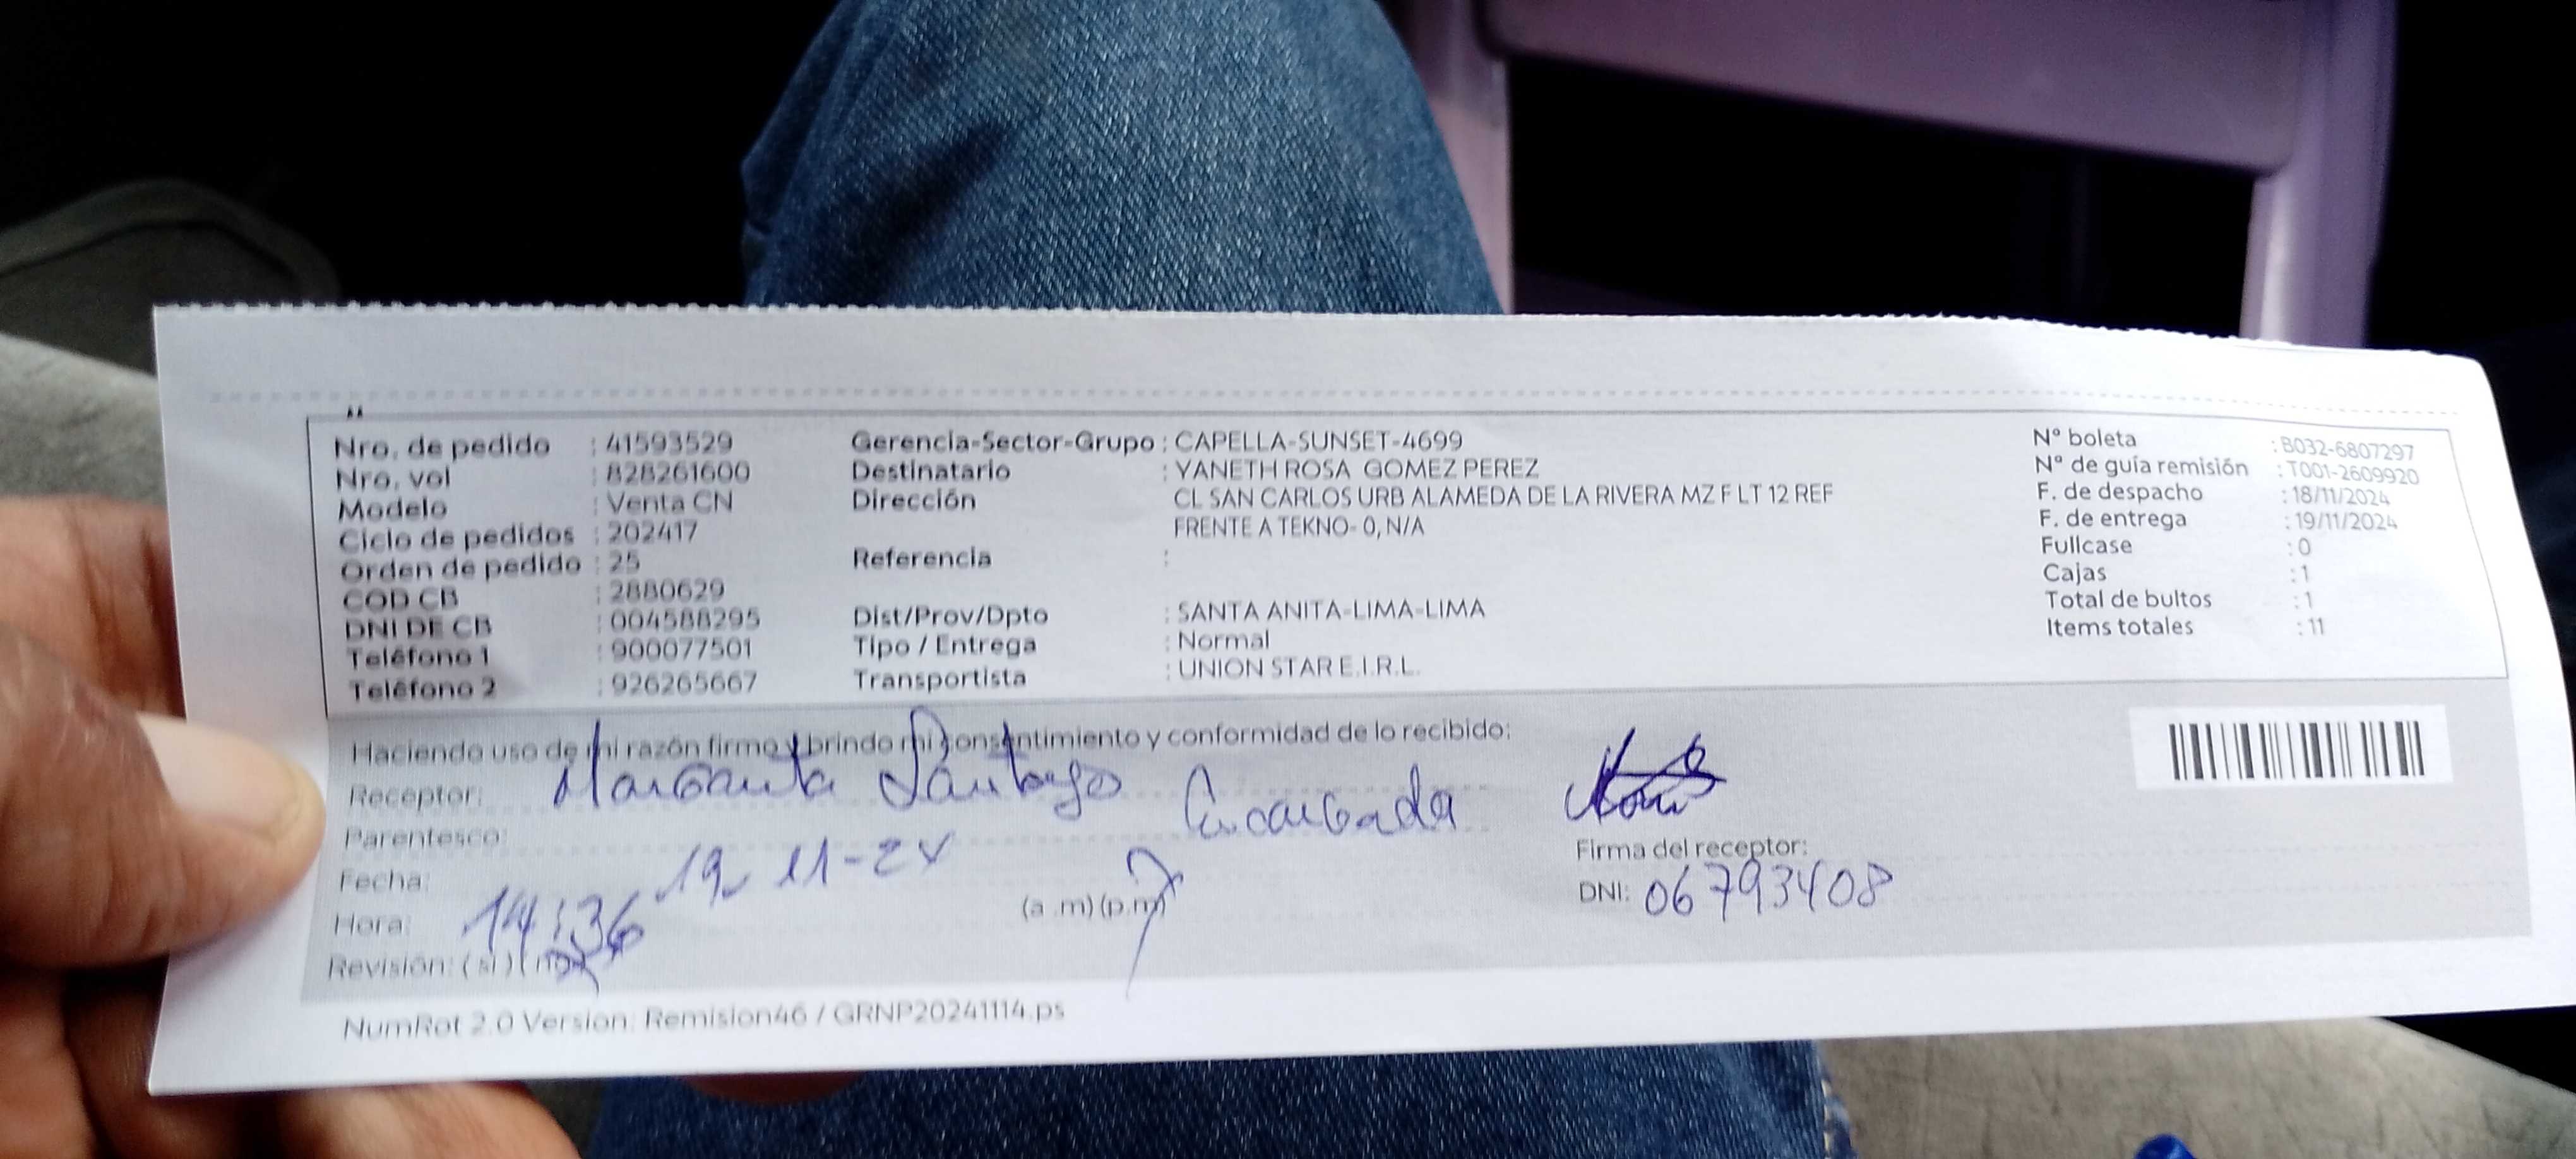 Nro. de pedido : 41593529
Nro. vol : 828261600
Modelo : Venta CN
Ciclo de pedidos : 202417
Orden de pedido : 25
COD CB : 2880629
DNI DE CB : 004588295
Teléfono 1 : 900077501
Teléfono 2 : 926265667
Gerencia-Sector-Grupo : CAPELLA-SUNSET-4699
Destinatario : YANETH ROSA GOMEZ PEREZ
Dirección CL SAN CARLOS URB ALAMEDA DE LA RIVERA MZ F LT 12 REF
FRENTE A TEKNO- 0, N/A
Referencia :
Dist/Prov/Dpto : SANTA ANITA-LIMA-LIMA
Tipo / Entrega : Normal
Transportista : UNION STAR E.I.R.L.
N° boleta : B032-6807297
N° de guía remisión : T001-2609920
F. de despacho : 18/11/2024
F. de entrega : 19/11/2024
Fullcase : 0
Cajas : 1
Total de bultos : 1
Items totales : 11
Haciendo uso de mi razón firmo y brindo mi consentimiento y conformidad de lo recibido:
Receptor: Margarita Santiago
Parentesco: Encargada
Fecha: 19 11-24
Hora: 14:36 (a .m) (p.m)
Revisión: (si) (no)
Firma del receptor:
DNI: 06793408
NumRot 2.0 Version: Remision46 / GRNP20241114.ps